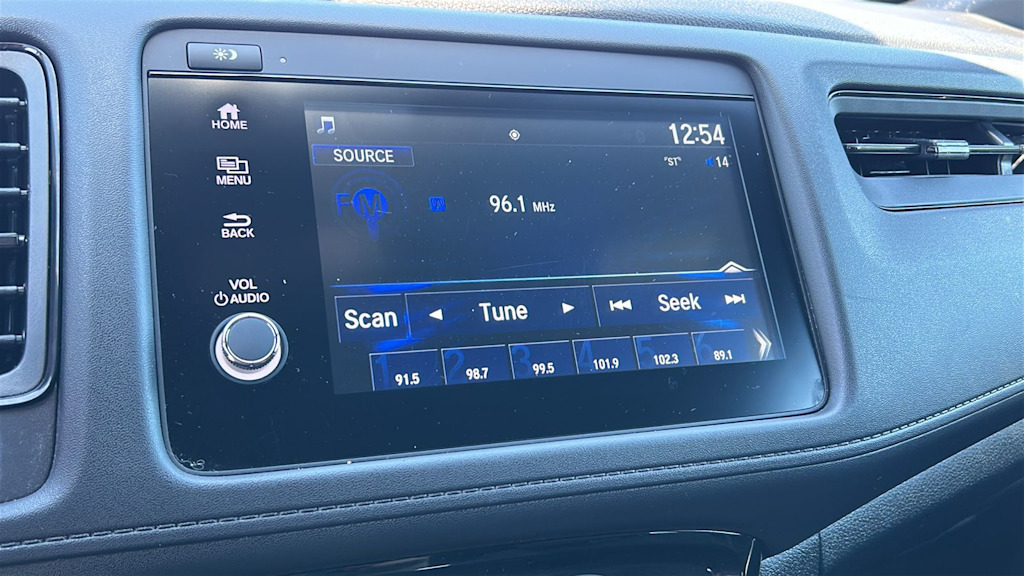 HOME
MENU
BACK
VOL
AUDIO
12:54
SOURCE
"ST"
14
FM
96.1 MHz
Scan
Tune
Seek
1 91.5
2 98.7
3 99.5
4 101.9
5 102.3
6 89.1